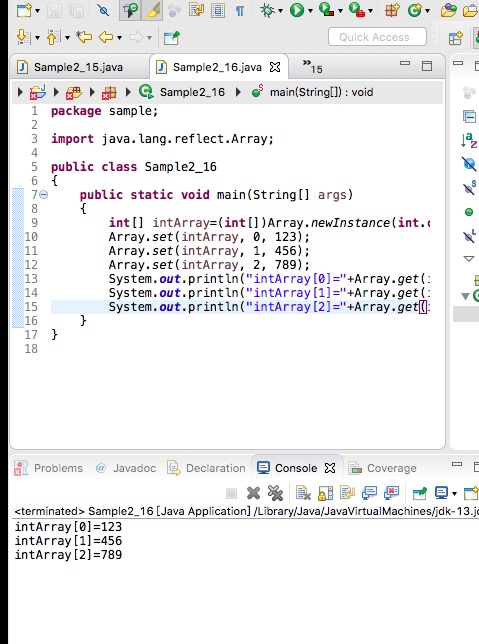 Quick Access
Sample2_15.java
Sample2_16.java
15
Sample2_16
main(String[]) : void
1 package sample;
2
3 import java.lang.reflect.Array;
4
5 public class Sample2_16
6 {
7 public static void main(String[] args)
8 {
9 int[] intArray=(int[])Array.newInstance(int.
10 Array.set(intArray, 0, 123);
11 Array.set(intArray, 1, 456);
12 Array.set(intArray, 2, 789);
13 System.out.println("intArray[0]="+Array.get(
14 System.out.println("intArray[1]="+Array.get(
15 System.out.println("intArray[2]="+Array.get(
16 }
17 }
18
Problems @ Javadoc Declaration Console Coverage
<terminated> Sample2_16 [Java Application] /Library/Java/JavaVirtualMachines/jdk-13.j
intArray[0]=123
intArray[1]=456
intArray[2]=789